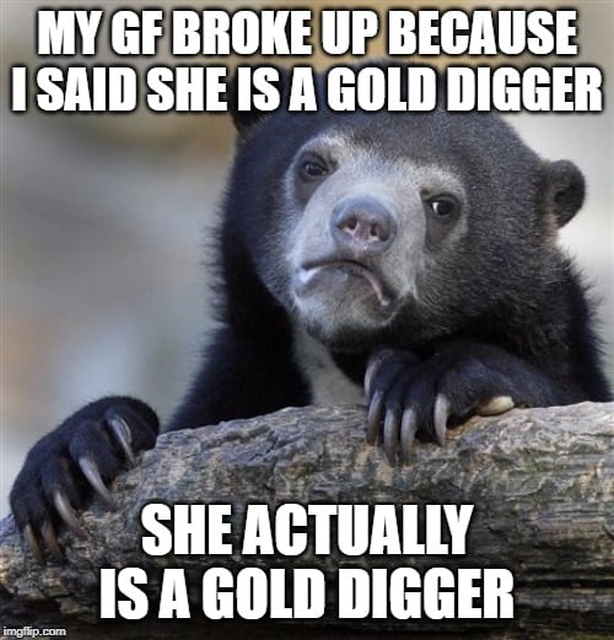 MY GF BROKE UP BECAUSE
I SAID SHE IS A GOLD DIGGER
SHE ACTUALLY
IS A GOLD DIGGER
imgflip.com